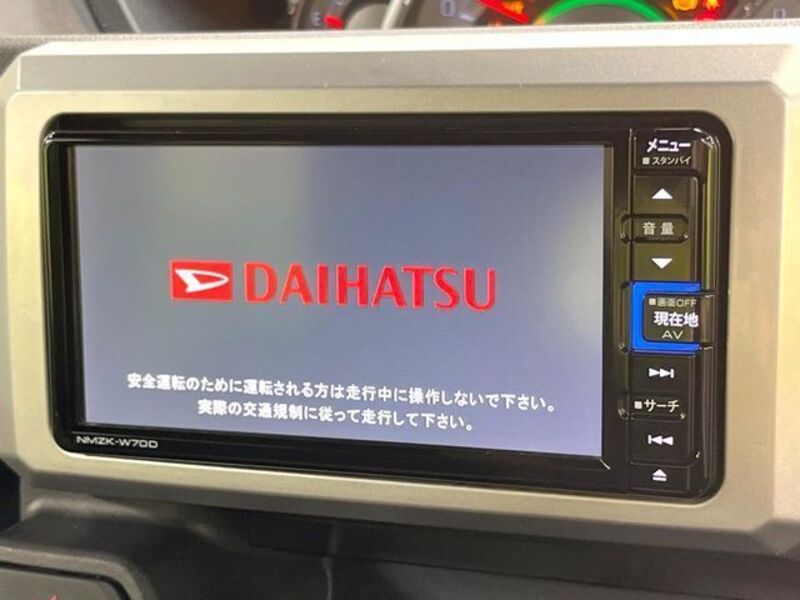 E
DAIHATSU
安全運転のために運転される方は走行中に操作しないで下さい。
実際の交通規制に従って走行して下さい。
NMZK-W70D
メニュー
■スタンバイ
▲
音量
▼
■画面OFF
現在地
AV
■サーチ